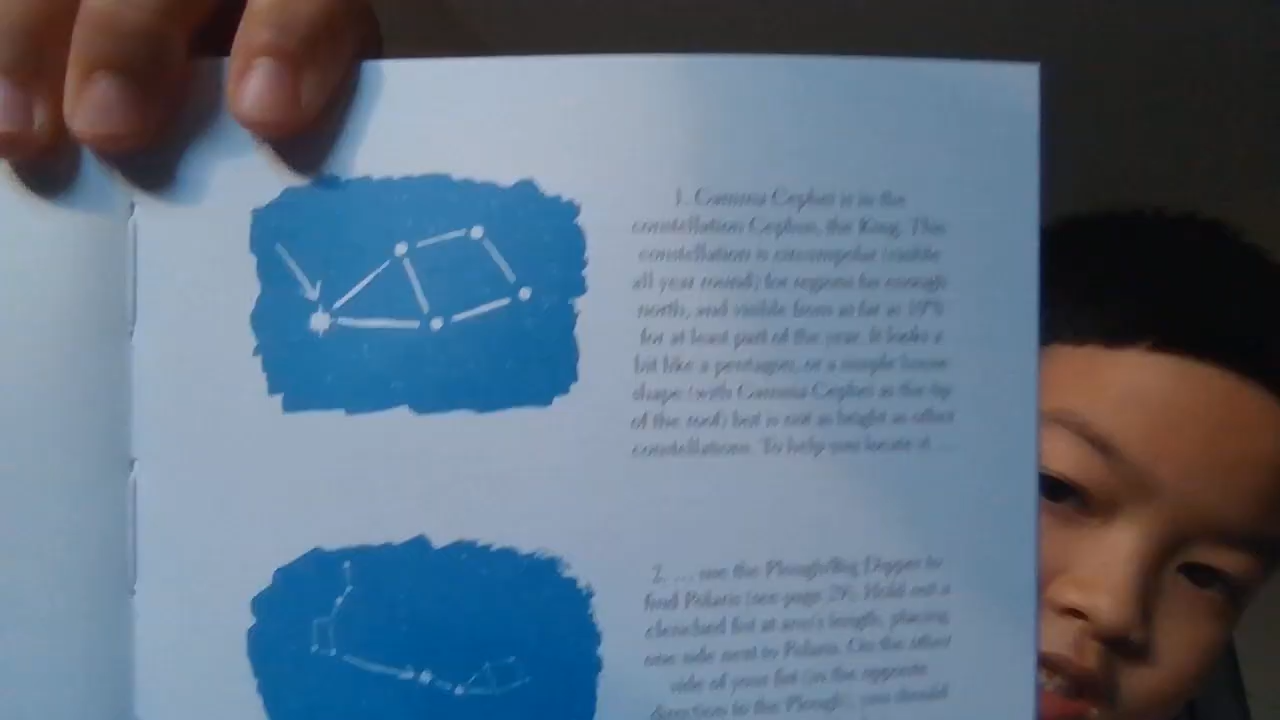 1. Gamma Cephei is in the
constellation Cepheus, the King. This
constellation is circumpolar (visible
all year round) for regions far enough
north, and visible from as far as
for at least part of the year. It looks a
bit like a pentagon, or a simple house
shape (with Gamma Cephei as the tip
of the roof) but is not as bright as other
constellations. To help you locate it ...
2. ... use the Plough/Big Dipper to
find Polaris (see page 29). Hold out a
clenched fist at arm's length, placing
one side next to Polaris. On the other
side of your fist (in the opposite
direction to the Plough), you should